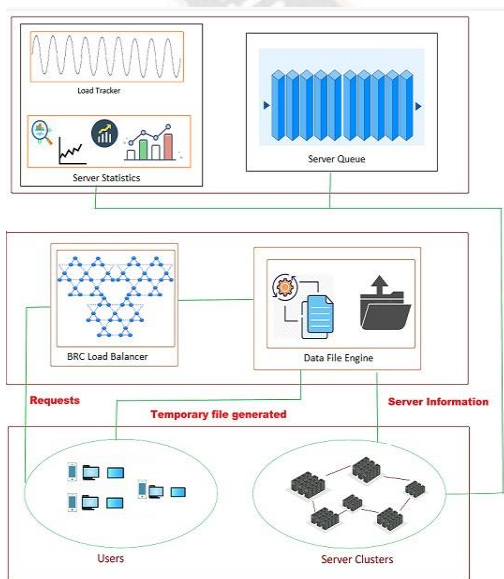 Load Tracker
Server Statistics
Server Queue
BRC Load Balancer
Data File Engine
Requests
Temporary file generated
Server Information
Users
Server Clusters